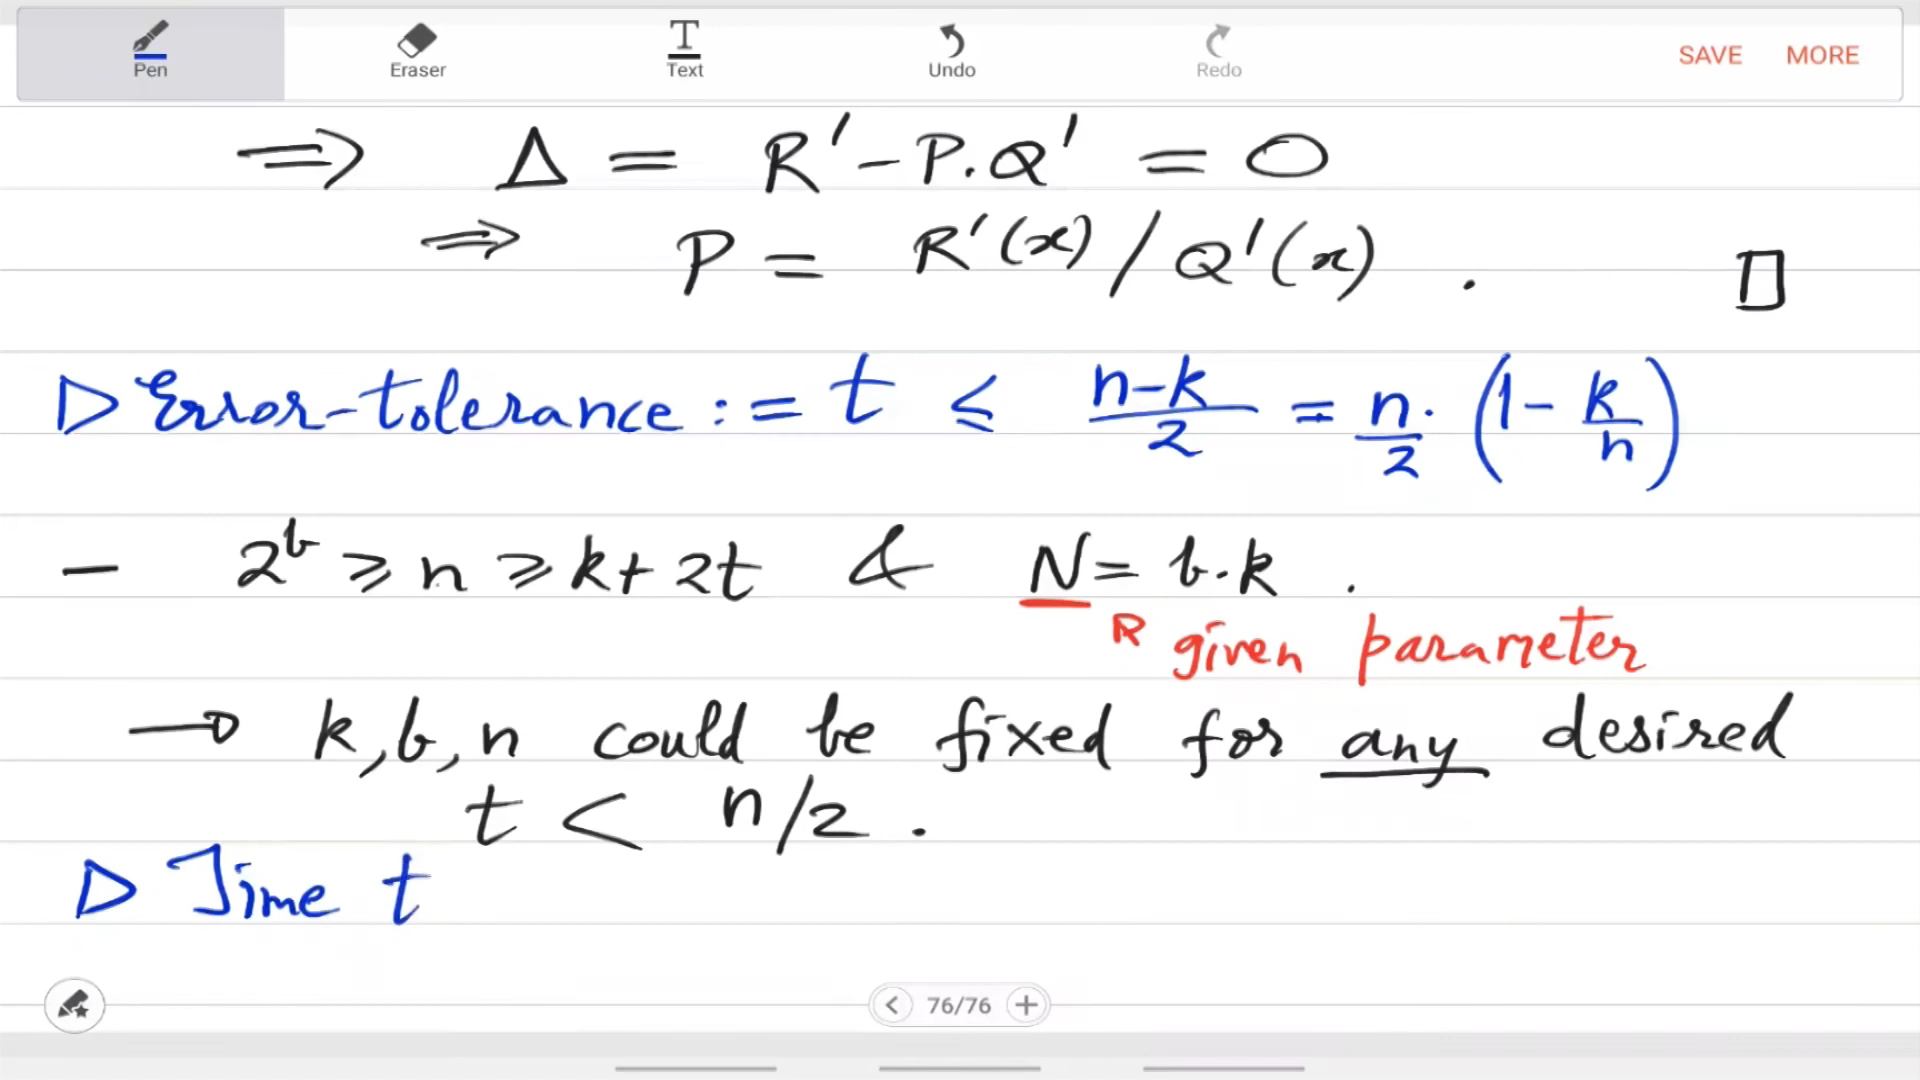 Pen Eraser Text Undo Redo SAVE MORE
⇒ Δ = R' - P.Q' = 0
⇒ P = R'(x) / Q'(x) . □
▷ Error-tolerance := t ≤ (n-k)/2 = n/2 · (1 - k/n)
- 2^b ≥ n ≥ k + 2t & N = b.k .
given parameter
→ k, b, n could be fixed for any desired
t < n/2 .
▷ Time t
76/76